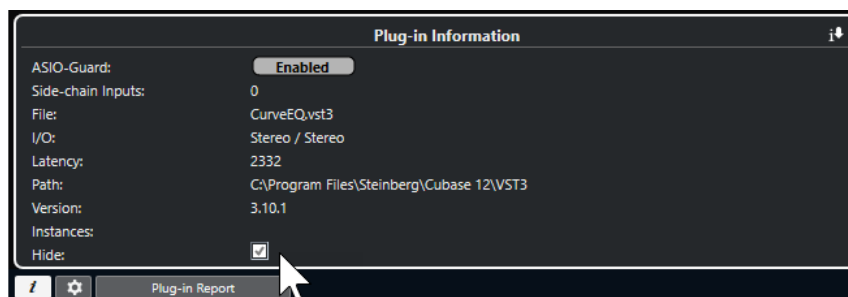 Plug-in Information
ASIO-Guard: Enabled
Side-chain Inputs: 0
File: CurveEQ.vst3
I/O: Stereo / Stereo
Latency: 2332
Path: C:\Program Files\Steinberg\Cubase 12\VST3
Version: 3.10.1
Instances:
Hide:
i Plug-in Report